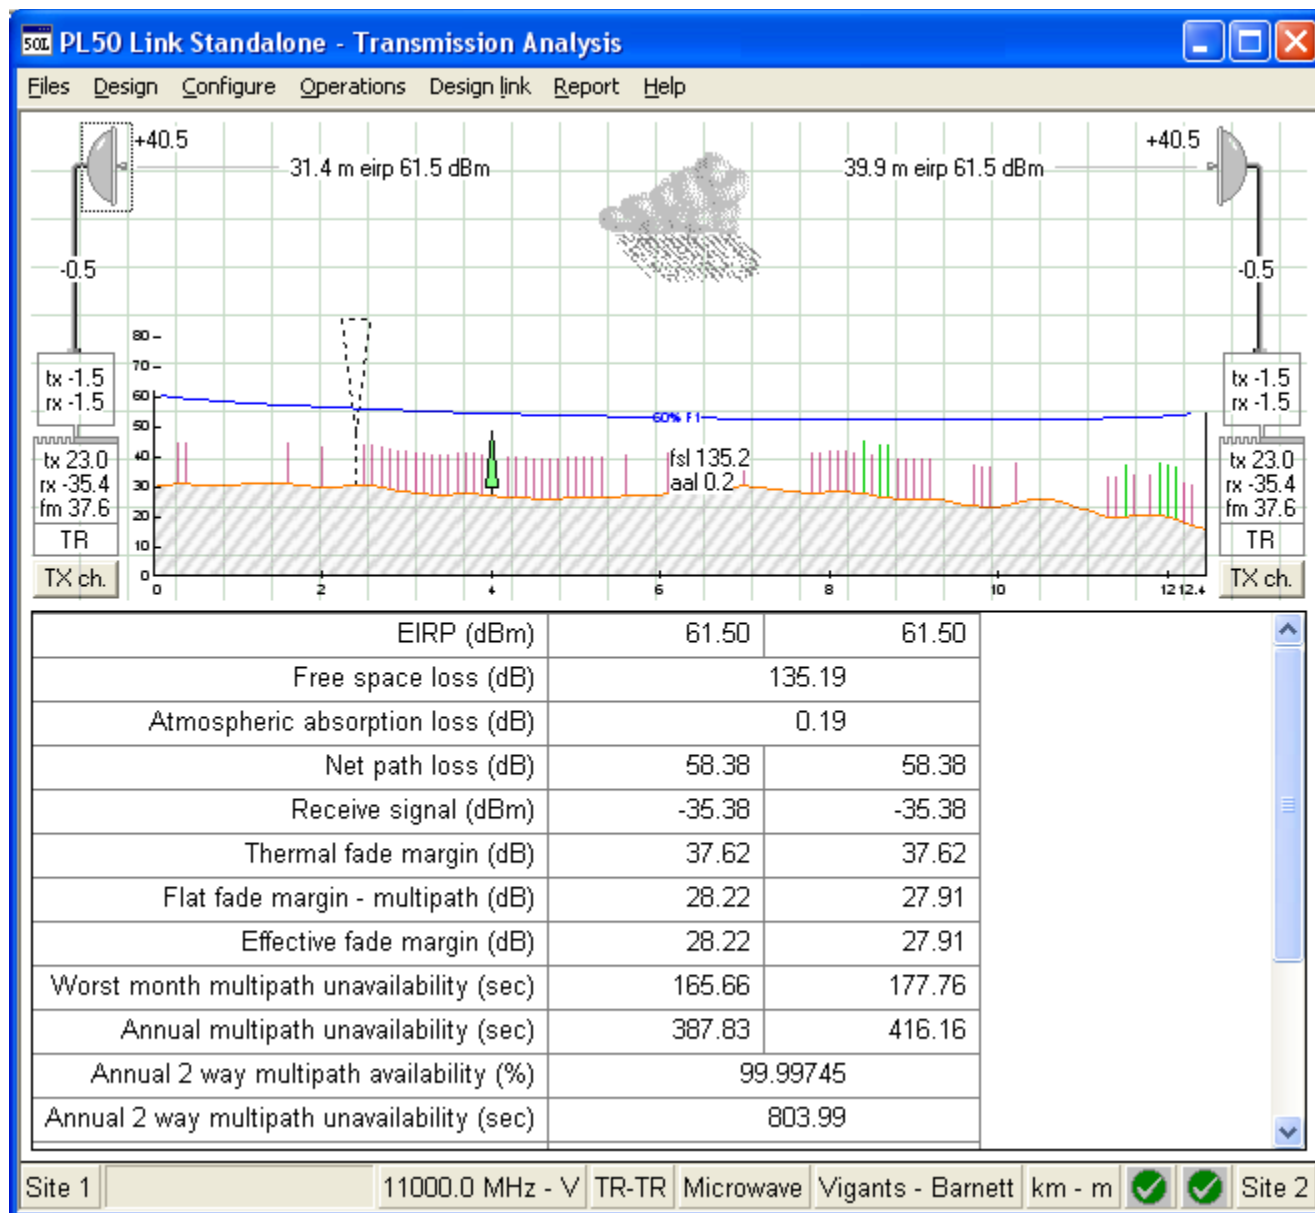 SOL PL50 Link Standalone - Transmission Analysis
Files Design Configure Operations Design link Report Help
+40.5 +40.5
31.4 m eirp 61.5 dBm 39.9 m eirp 61.5 dBm
-0.5 -0.5
tx -1.5
rx -1.5
tx 23.0
rx -35.4
fm 37.6
TR
TX ch.
80
70
60
50
40
30
20
10
0
60% F1
fsl 135.2
aal 0.2
0 2 4 6 8 10 12 12.4
tx -1.5
rx -1.5
tx 23.0
rx -35.4
fm 37.6
TR
TX ch.
EIRP (dBm) 61.50 61.50
Free space loss (dB) 135.19
Atmospheric absorption loss (dB) 0.19
Net path loss (dB) 58.38 58.38
Receive signal (dBm) -35.38 -35.38
Thermal fade margin (dB) 37.62 37.62
Flat fade margin - multipath (dB) 28.22 27.91
Effective fade margin (dB) 28.22 27.91
Worst month multipath unavailability (sec) 165.66 177.76
Annual multipath unavailability (sec) 387.83 416.16
Annual 2 way multipath availability (%) 99.99745
Annual 2 way multipath unavailability (sec) 803.99
Site 1 11000.0 MHz - V TR-TR Microwave Vigants - Barnett km - m Site 2